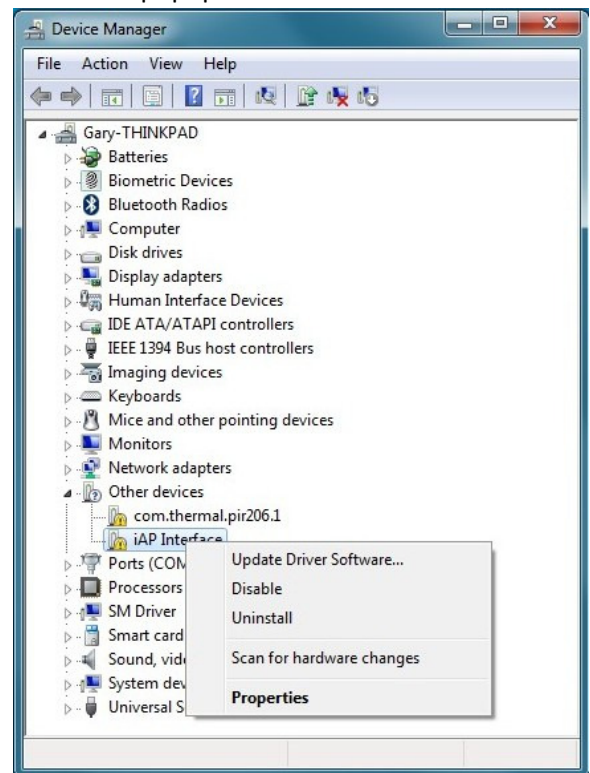 Device Manager
File Action View Help
Gary-THINKPAD
Batteries
Biometric Devices
Bluetooth Radios
Computer
Disk drives
Display adapters
Human Interface Devices
IDE ATA/ATAPI controllers
IEEE 1394 Bus host controllers
Imaging devices
Keyboards
Mice and other pointing devices
Monitors
Network adapters
Other devices
com.thermal.pir206.1
iAP Interface
Ports (COM
Processors
SM Driver
Smart card
Sound, vide
System dev
Universal S
Update Driver Software...
Disable
Uninstall
Scan for hardware changes
Properties